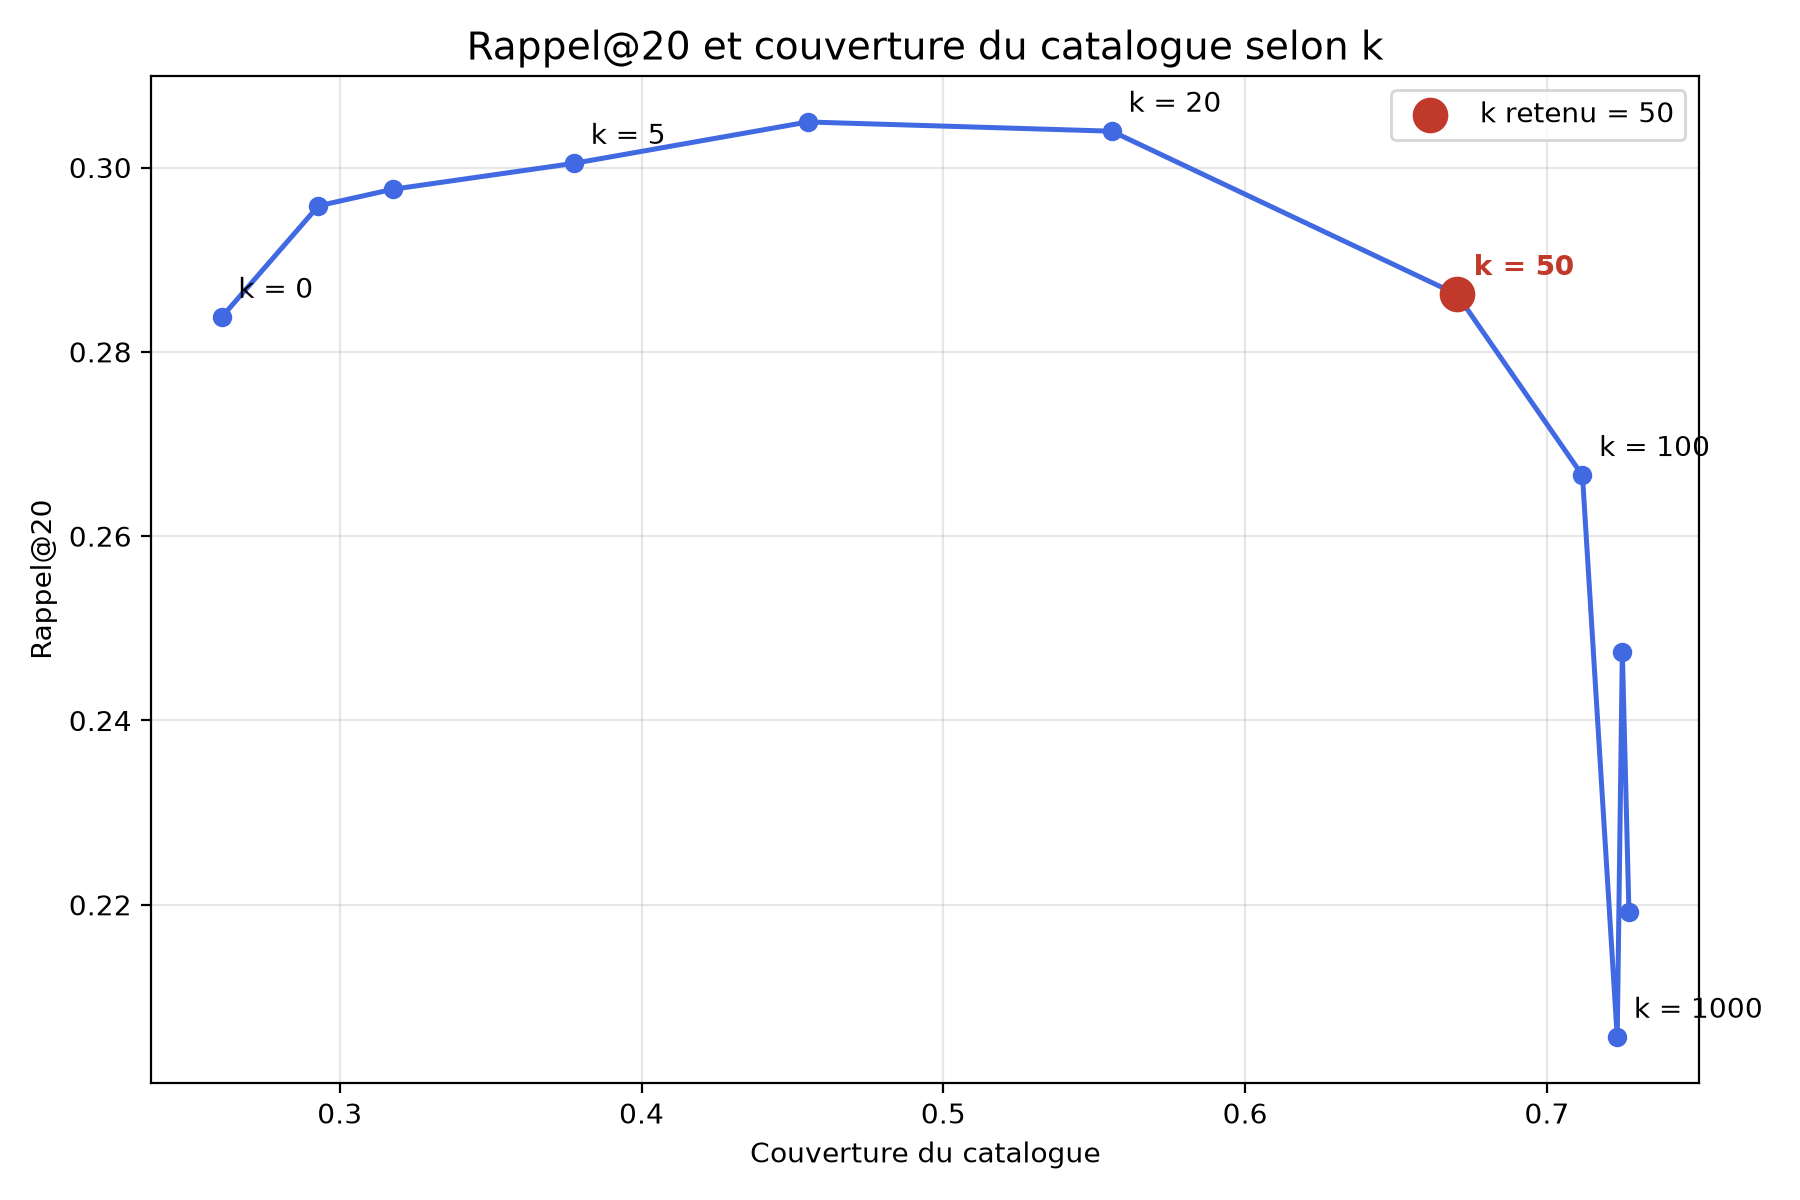 Rappel@20 et couverture du catalogue selon k
k retenu = 50
k = 20
k = 5
k = 0
k = 50
k = 100
k = 1000
0.30
0.28
0.26
0.24
0.22
Rappel@20
0.3
0.4
0.5
0.6
0.7
Couverture du catalogue